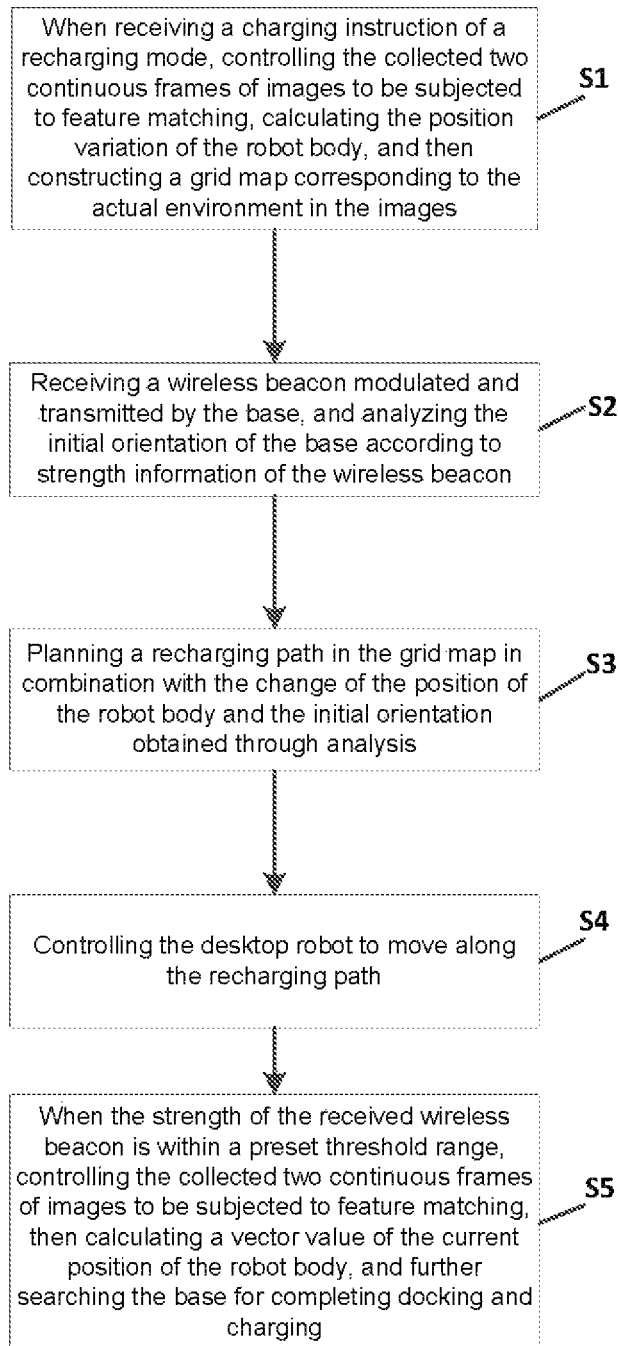 When receiving a charging instruction of a
recharging mode, controlling the collected two
continuous frames of images to be subjected
to feature matching, calculating the position
variation of the robot body, and then
constructing a grid map corresponding to the
actual environment in the images
S1
Receiving a wireless beacon modulated and
transmitted by the base, and analyzing the
initial orientation of the base according to
strength information of the wireless beacon
S2
Planning a recharging path in the grid map in
combination with the change of the position of
the robot body and the initial orientation
obtained through analysis
S3
Controlling the desktop robot to move along
the recharging path
S4
When the strength of the received wireless
beacon is within a preset threshold range,
controlling the collected two continuous frames
of images to be subjected to feature matching,
then calculating a vector value of the current
position of the robot body, and further
searching the base for completing docking and
charging
S5